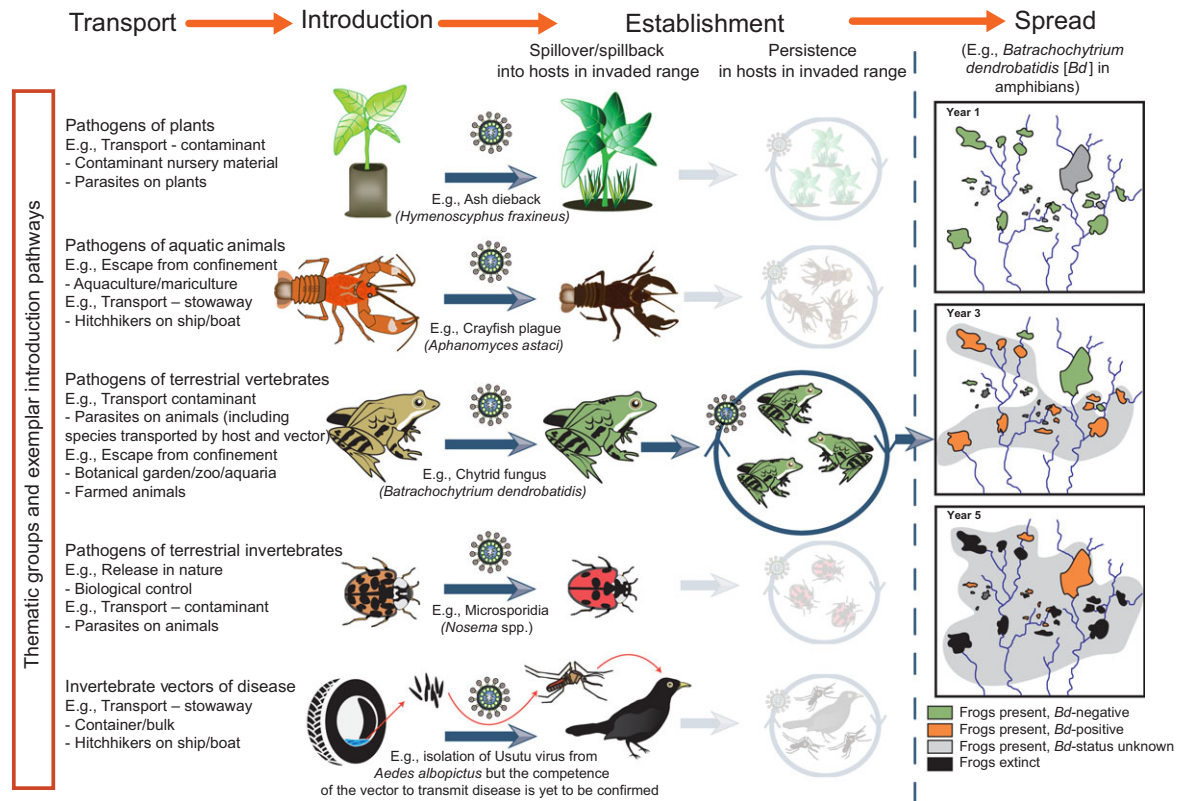 Transport
Introduction
Establishment
Spread
Spillover/spillback
into hosts in invaded range
Persistence
in hosts in invaded range
(E.g., Batrachochytrium
dendrobatidis [Bd] in
amphibians)
Thematic groups and exemplar introduction pathways
Pathogens of plants
E.g., Transport - contaminant
- Contaminant nursery material
- Parasites on plants
E.g., Ash dieback
(Hymenoscyphus fraxineus)
Pathogens of aquatic animals
E.g., Escape from confinement
- Aquaculture/mariculture
E.g., Transport – stowaway
- Hitchhikers on ship/boat
E.g., Crayfish plague
(Aphanomyces astaci)
Pathogens of terrestrial vertebrates
E.g., Transport contaminant
- Parasites on animals (including
species transported by host and vector)
E.g., Escape from confinement
- Botanical garden/zoo/aquaria
- Farmed animals
E.g., Chytrid fungus
(Batrachochytrium dendrobatidis)
Pathogens of terrestrial invertebrates
E.g., Release in nature
- Biological control
E.g., Transport – contaminant
- Parasites on animals
E.g., Microsporidia
(Nosema spp.)
Invertebrate vectors of disease
E.g., Transport – stowaway
- Container/bulk
- Hitchhikers on ship/boat
E.g., isolation of Usutu virus from
Aedes albopictus but the competence
of the vector to transmit disease is yet to be confirmed
Year 1
Year 3
Year 5
Frogs present, Bd-negative
Frogs present, Bd-positive
Frogs present, Bd-status unknown
Frogs extinct